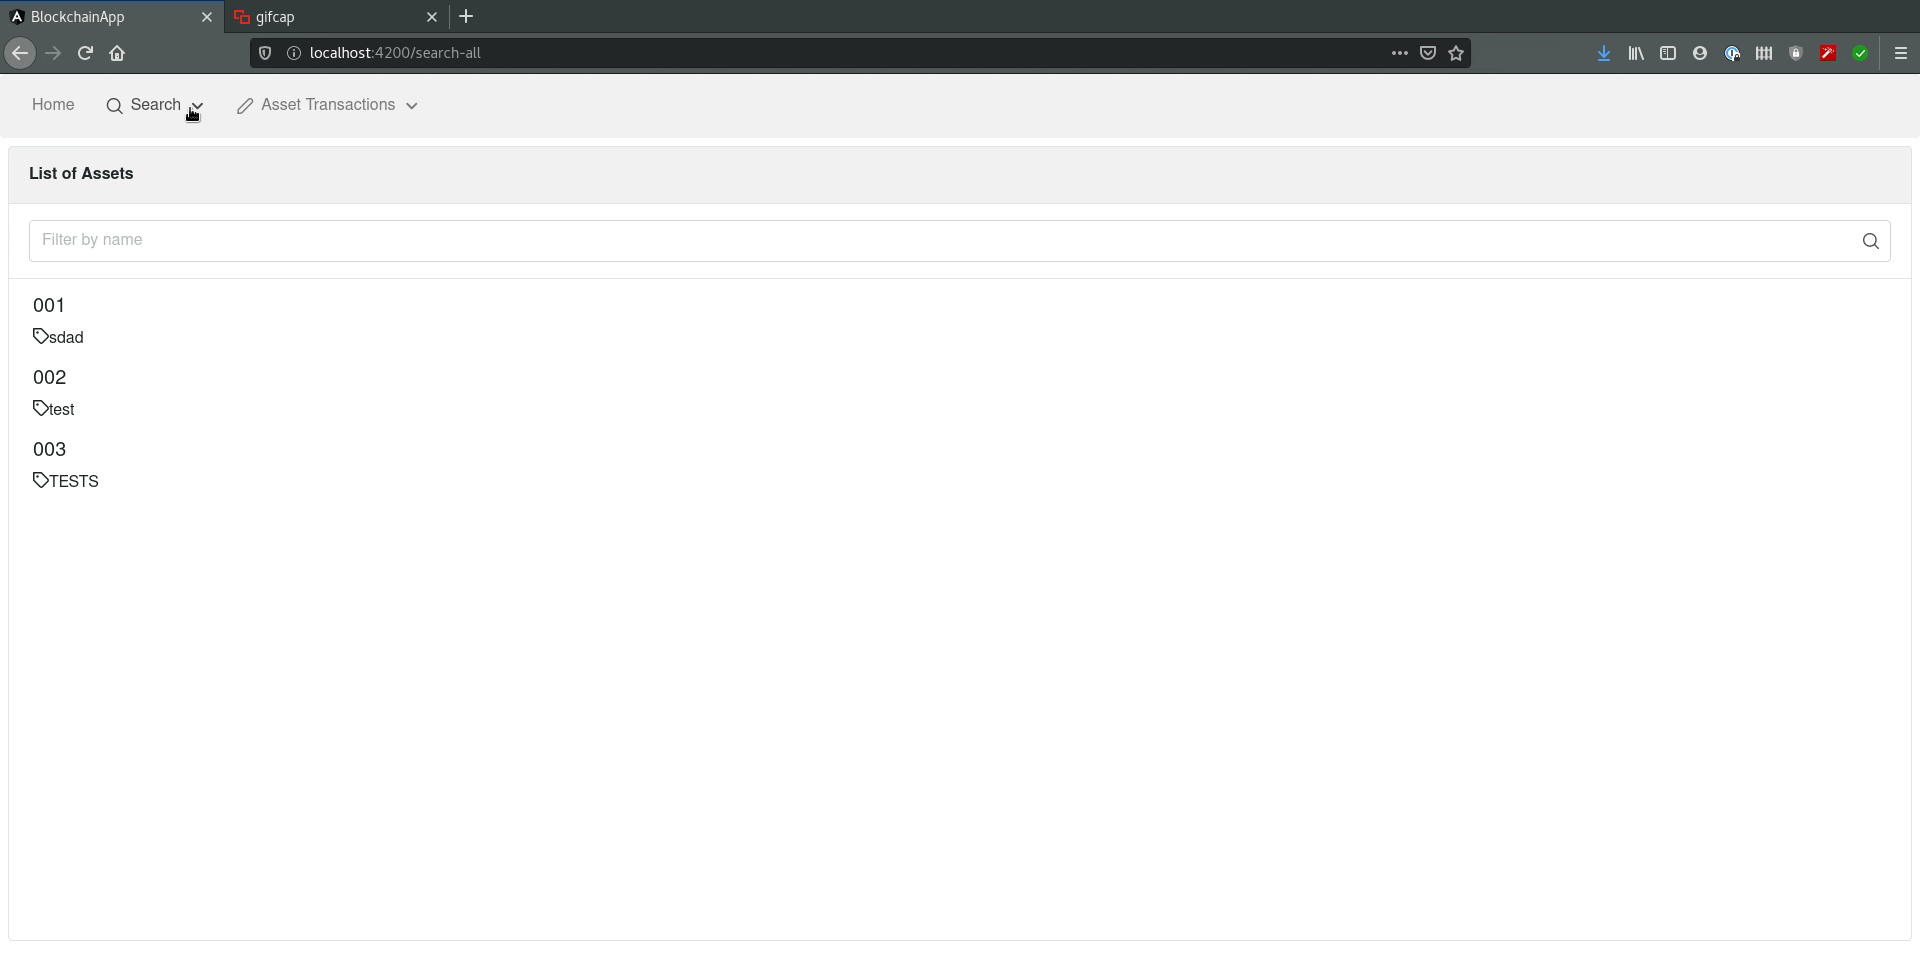 BlockchainApp
gifcap
localhost:4200/search-all
Home
Search
Asset Transactions
List of Assets
Filter by name
001
sdad
002
test
003
TESTS